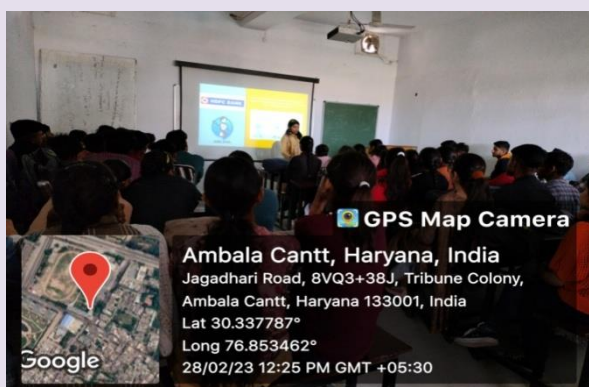 HDFC BANK
GPS Map Camera
Ambala Cantt, Haryana, India
Jagadhari Road, 8VQ3+38J, Tribune Colony,
Ambala Cantt, Haryana 133001, India
Lat 30.337787°
Long 76.853462°
28/02/23 12:25 PM GMT +05:30
Google